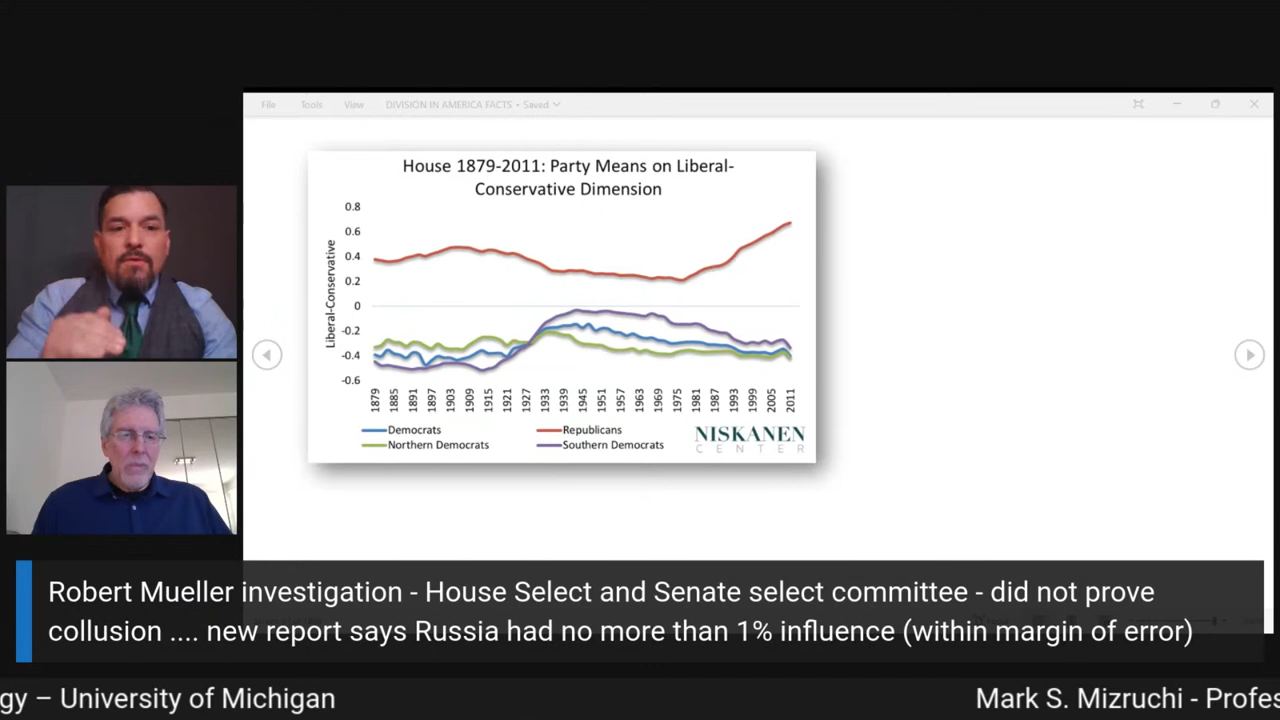 File Tools View DIVISION IN AMERICA FACTS • Saved
House 1879-2011: Party Means on Liberal-
Conservative Dimension
Liberal-Conservative
0.8
0.6
0.4
0.2
0
-0.2
-0.4
-0.6
1879 1885 1891 1897 1903 1909 1915 1921 1927 1933 1939 1945 1951 1957 1963 1969 1975 1981 1987 1993 1999 2005 2011
Democrats Republicans
Northern Democrats Southern Democrats
NISKANEN
CENTER
Robert Mueller investigation - House Select and Senate select committee - did not prove
collusion .... new report says Russia had no more than 1% influence (within margin of error)
gy – University of Michigan Mark S. Mizruchi - Profes